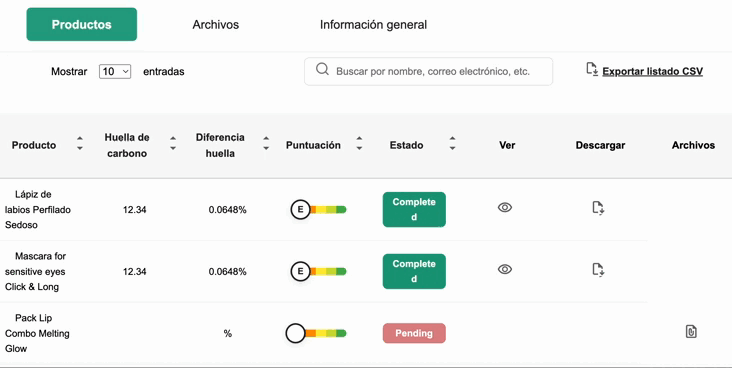 Productos
Archivos
Información general
Mostrar 10 entradas
Buscar por nombre, correo electrónico, etc.
Exportar listado CSV
Producto
Huella de
carbono
Diferencia
huella
Puntuación
Estado
Ver
Descargar
Archivos
Lápiz de
labios Perfilado
Sedoso
12.34
0.0648%
E
Complete
d
Mascara for
sensitive eyes
Click & Long
12.34
0.0648%
E
Complete
d
Pack Lip
Combo Melting
Glow
%
Pending